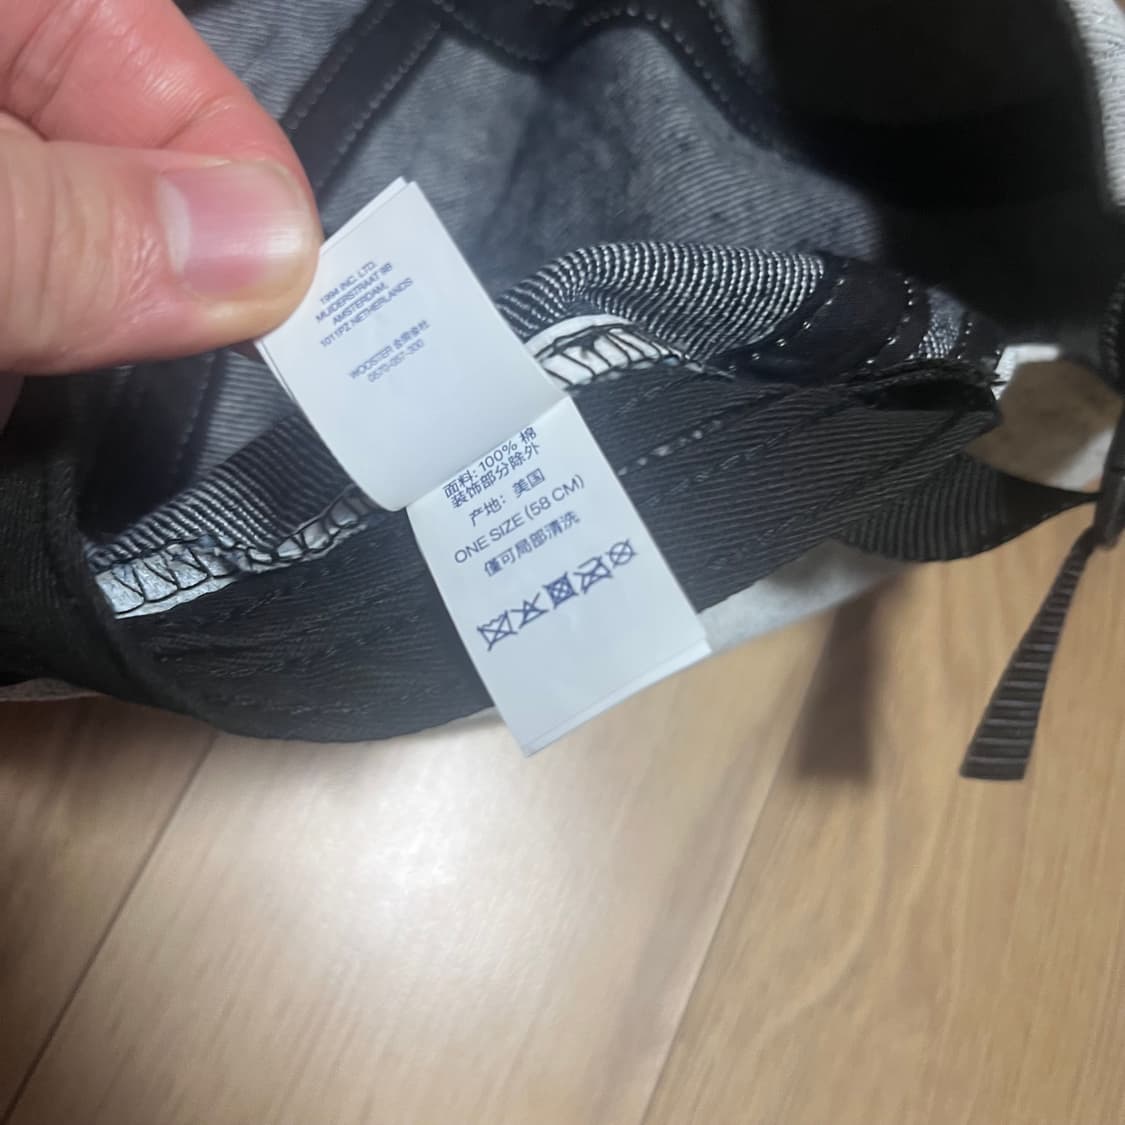 1994 INC. LTD.
MUIDERSTRAAT 9B
AMSTERDAM,
1011PZ NETHERLANDS
WOOSTER 合同会社
0570-057-300
面料: 100% 棉
装饰部分除外
产地: 美国
ONE SIZE (58 CM)
僅可局部清洗